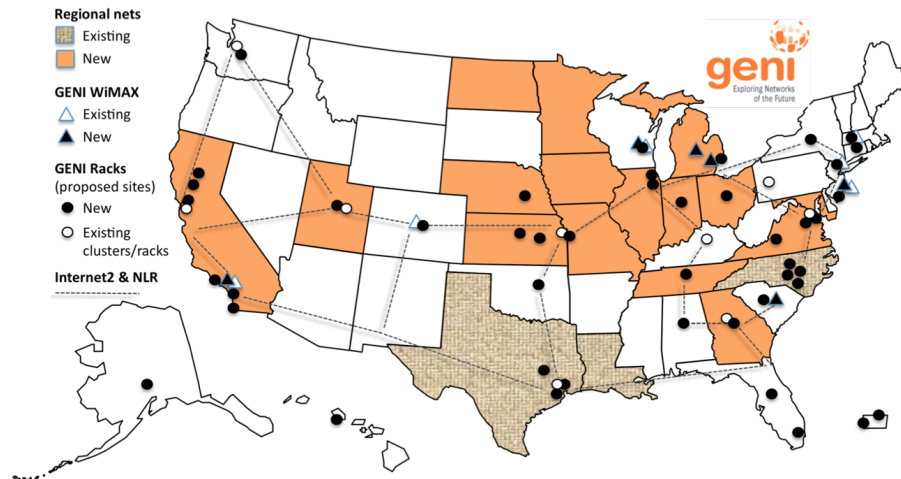 Regional nets
Existing
New
GENI WiMAX
Existing
New
GENI Racks
(proposed sites)
New
Existing
clusters/racks
Internet2 & NLR
geni
Exploring Networks
of the Future